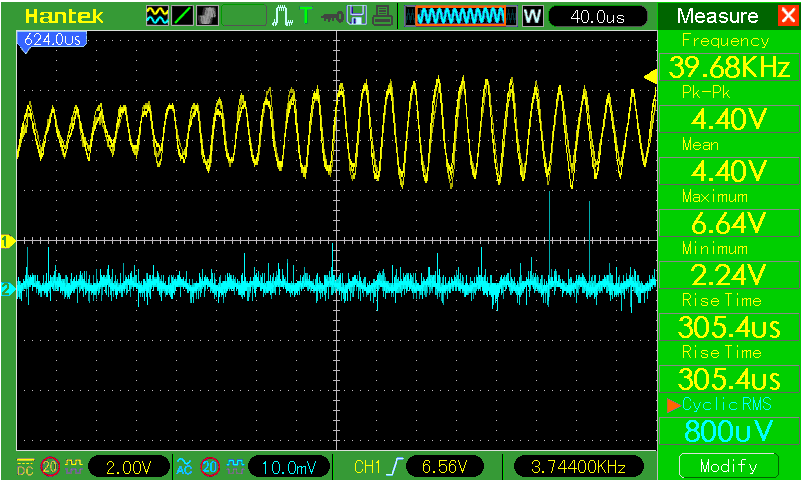 Hantek T W 40.0us Measure
624.0us
Frequency
39.68KHz
Pk-Pk
4.40V
Mean
4.40V
Maximum
6.64V
Minimum
2.24V
Rise Time
305.4us
Rise Time
305.4us
Cyclic RMS
800uV
Modify
1
2
DC 20 2.00V AC 20 10.0mV CH1 6.56V 3.74400KHz